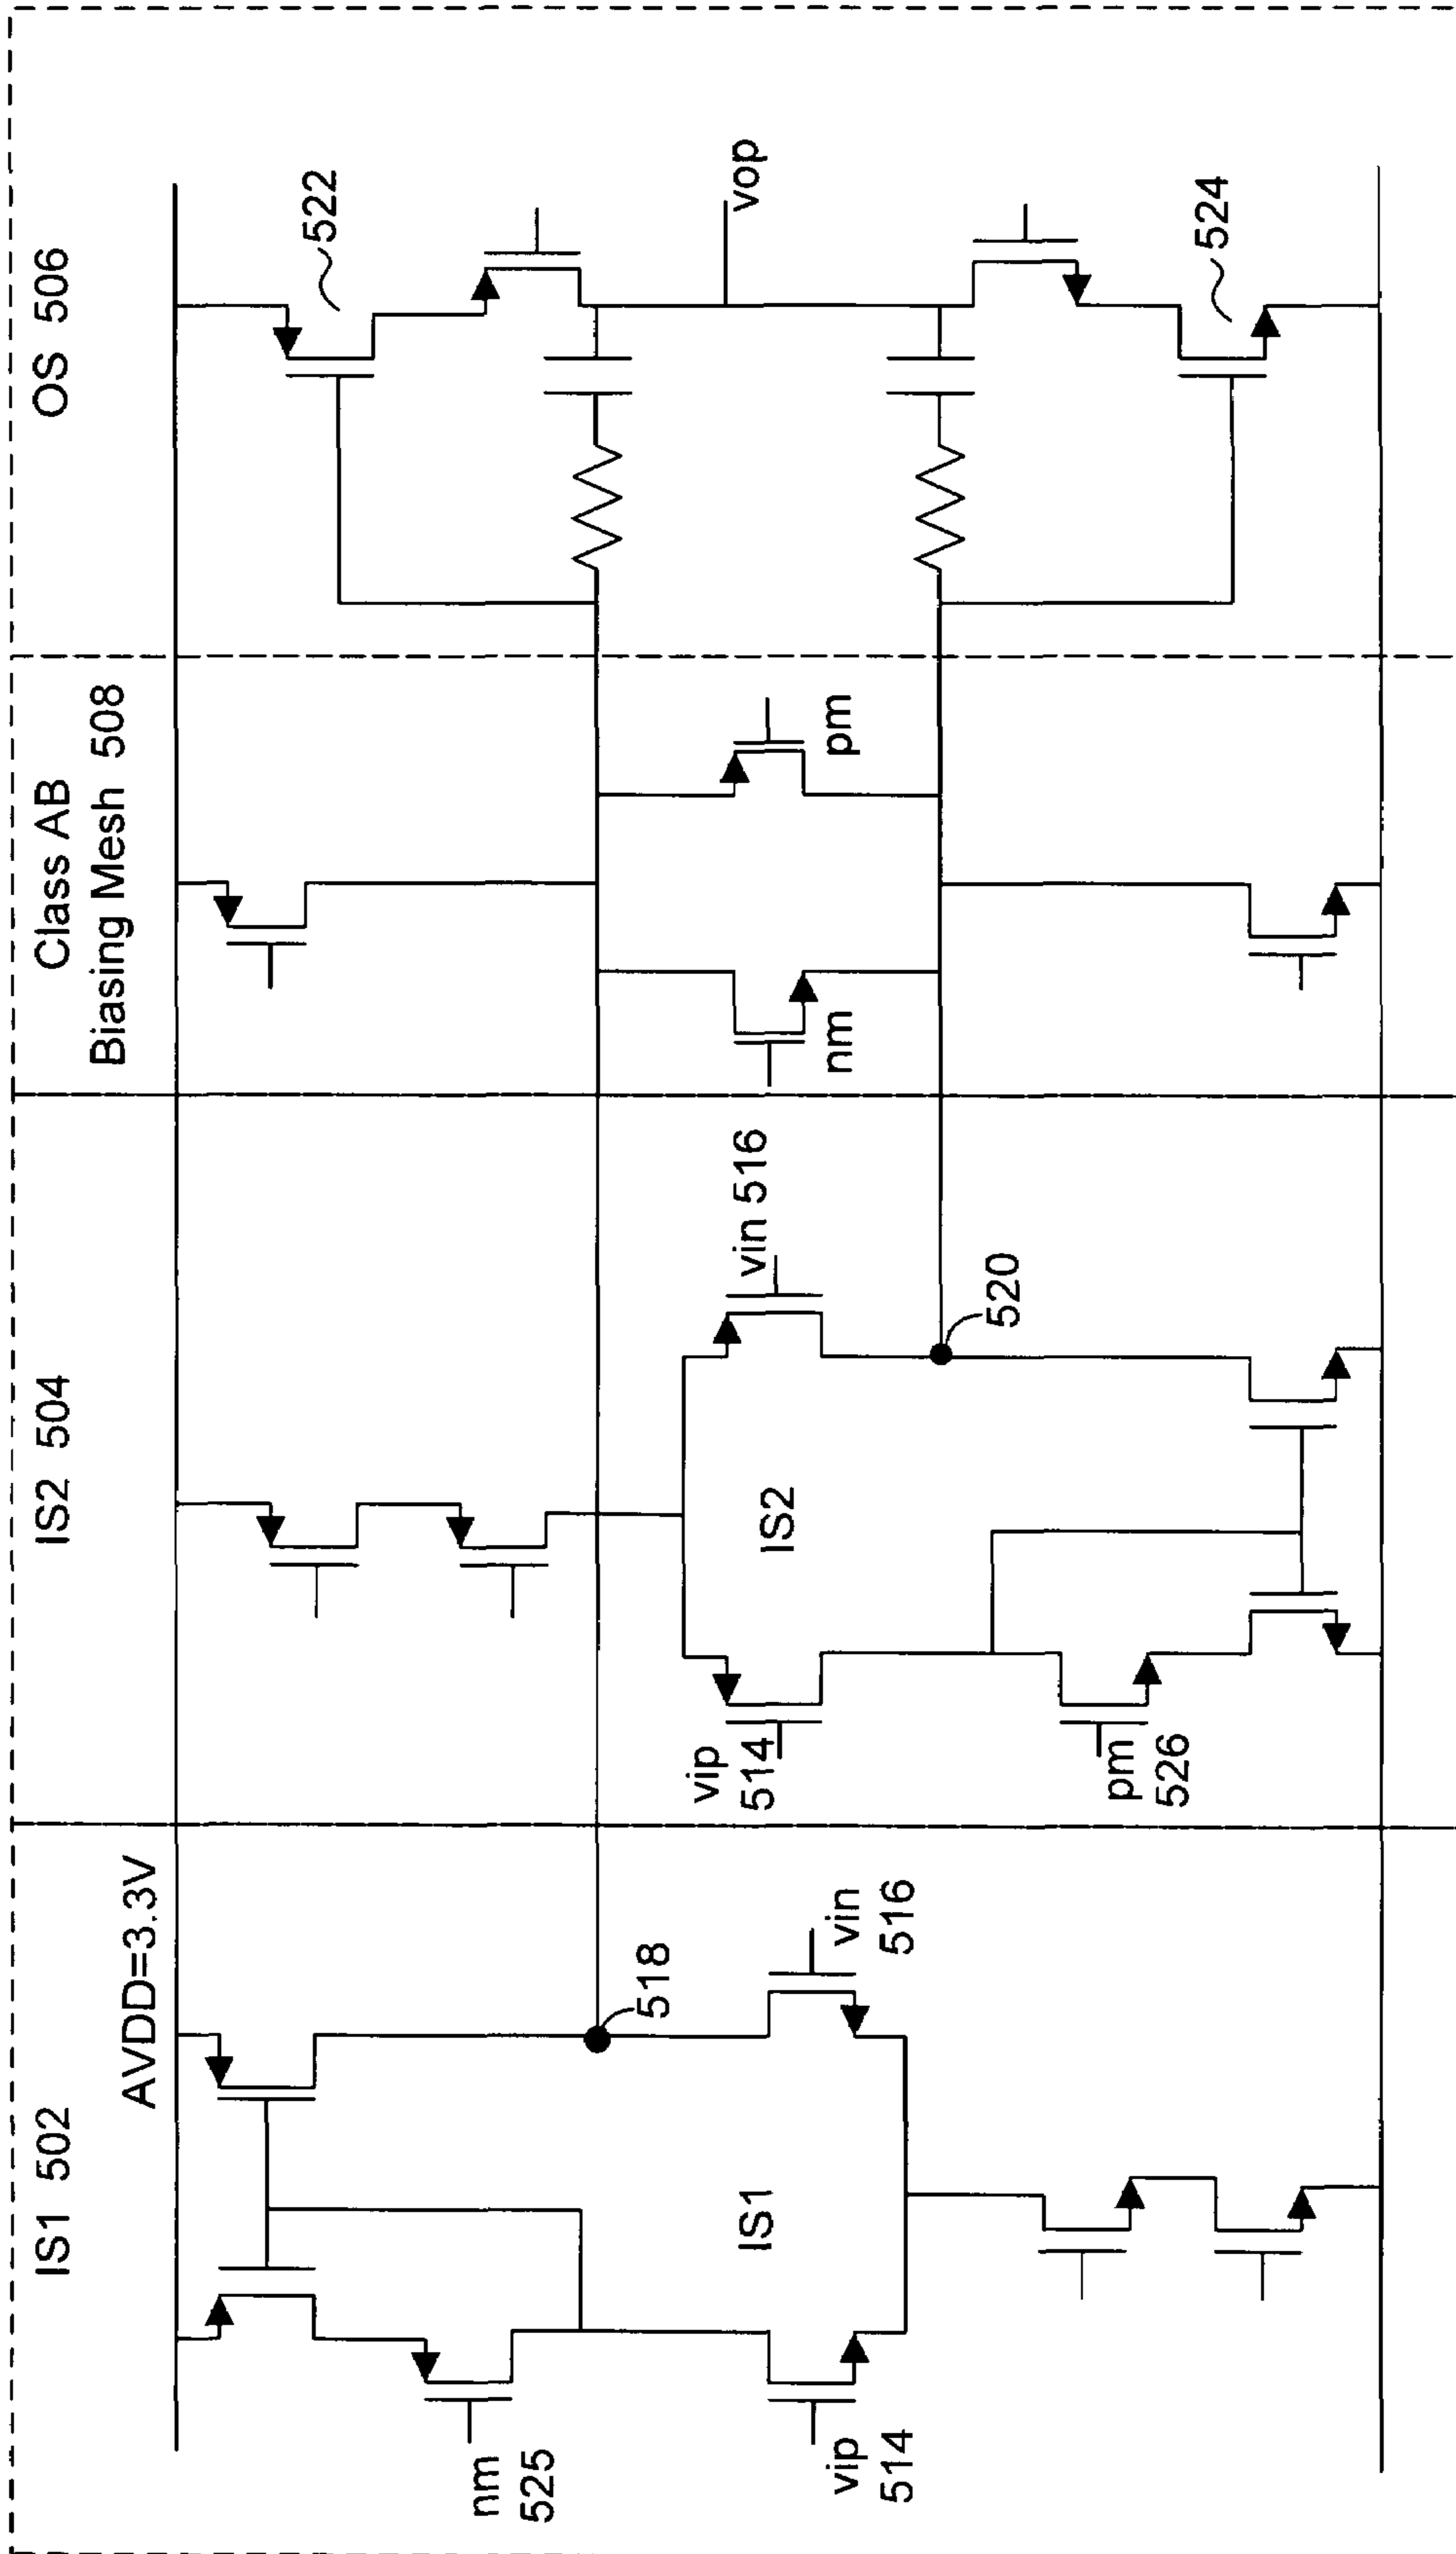 IS1 502
AVDD=3.3V
nm
525
518
IS1
vip
514
vin
516
IS2 504
vip
514
IS2
vin 516
pm
526
520
Class AB
Biasing Mesh 508
nm
pm
OS 506
522
vop
524